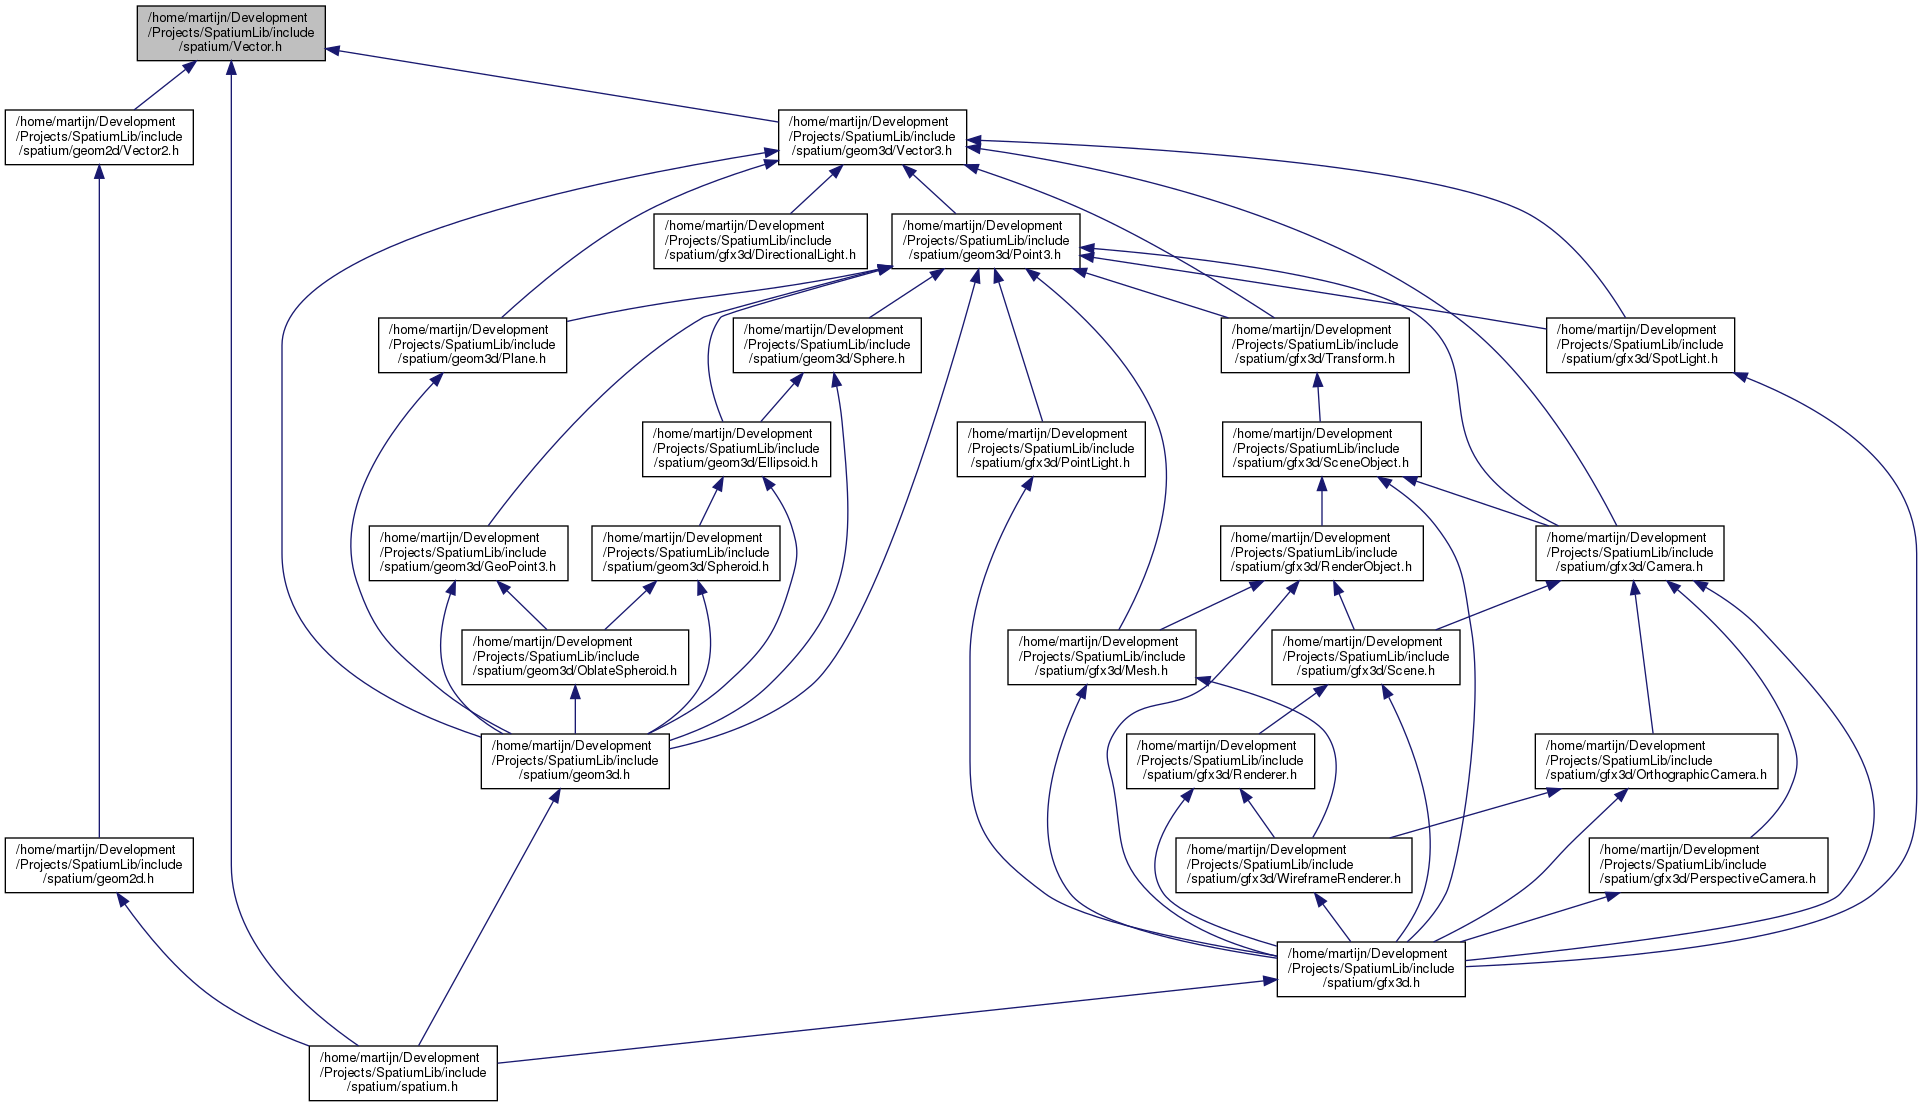 /home/martijn/Development
/Projects/SpatiumLib/include
/spatium/Vector.h
/home/martijn/Development
/Projects/SpatiumLib/include
/spatium/geom2d/Vector2.h
/home/martijn/Development
/Projects/SpatiumLib/include
/spatium/geom3d/Vector3.h
/home/martijn/Development
/Projects/SpatiumLib/include
/spatium/gfx3d/DirectionalLight.h
/home/martijn/Development
/Projects/SpatiumLib/include
/spatium/geom3d/Point3.h
/home/martijn/Development
/Projects/SpatiumLib/include
/spatium/geom3d/Plane.h
/home/martijn/Development
/Projects/SpatiumLib/include
/spatium/geom3d/Sphere.h
/home/martijn/Development
/Projects/SpatiumLib/include
/spatium/gfx3d/Transform.h
/home/martijn/Development
/Projects/SpatiumLib/include
/spatium/gfx3d/SpotLight.h
/home/martijn/Development
/Projects/SpatiumLib/include
/spatium/geom3d/Ellipsoid.h
/home/martijn/Development
/Projects/SpatiumLib/include
/spatium/gfx3d/PointLight.h
/home/martijn/Development
/Projects/SpatiumLib/include
/spatium/gfx3d/SceneObject.h
/home/martijn/Development
/Projects/SpatiumLib/include
/spatium/geom3d/GeoPoint3.h
/home/martijn/Development
/Projects/SpatiumLib/include
/spatium/geom3d/Spheroid.h
/home/martijn/Development
/Projects/SpatiumLib/include
/spatium/gfx3d/RenderObject.h
/home/martijn/Development
/Projects/SpatiumLib/include
/spatium/gfx3d/Camera.h
/home/martijn/Development
/Projects/SpatiumLib/include
/spatium/geom3d/OblateSpheroid.h
/home/martijn/Development
/Projects/SpatiumLib/include
/spatium/gfx3d/Mesh.h
/home/martijn/Development
/Projects/SpatiumLib/include
/spatium/gfx3d/Scene.h
/home/martijn/Development
/Projects/SpatiumLib/include
/spatium/geom3d.h
/home/martijn/Development
/Projects/SpatiumLib/include
/spatium/gfx3d/Renderer.h
/home/martijn/Development
/Projects/SpatiumLib/include
/spatium/gfx3d/OrthographicCamera.h
/home/martijn/Development
/Projects/SpatiumLib/include
/spatium/geom2d.h
/home/martijn/Development
/Projects/SpatiumLib/include
/spatium/gfx3d/WireframeRenderer.h
/home/martijn/Development
/Projects/SpatiumLib/include
/spatium/gfx3d/PerspectiveCamera.h
/home/martijn/Development
/Projects/SpatiumLib/include
/spatium/gfx3d.h
/home/martijn/Development
/Projects/SpatiumLib/include
/spatium/spatium.h